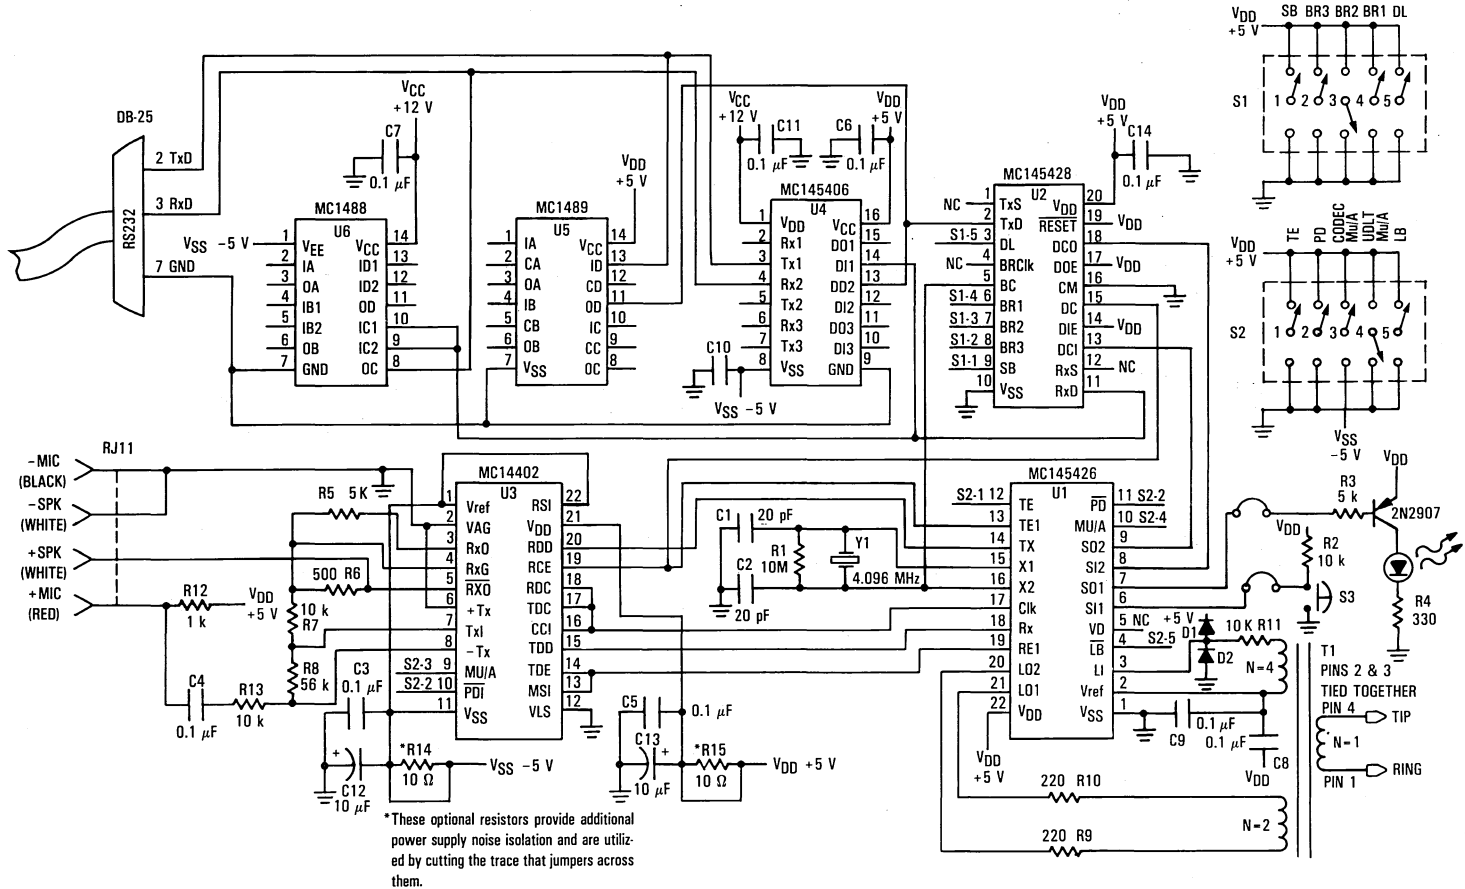 DB-25
RS232
2 TxD
3 RxD
7 GND
VCC
+12 V
C7
0.1 µF
VSS -5 V
MC1488
U6
1 VEE
2 IA
3 OA
4 IB1
5 IB2
6 OB
7 GND
VCC 14
ID1 13
ID2 12
OD 11
IC1 10
IC2 9
OC 8
VDD
+5 V
MC1489
U5
1 IA
2 CA
3 OA
4 IB
5 CB
6 OB
7 VSS
VCC 14
ID 13
CD 12
OD 11
IC 10
CC 9
OC 8
VCC
+12 V
C11
0.1 µF
C6
0.1 µF
VDD
+5 V
MC145406
U4
1 VDD
2 Rx1
3 Tx1
4 Rx2
5 Tx2
6 Rx3
7 Tx3
8 VSS
VCC 16
DO1 15
DI1 14
DD2 13
DI2 12
DO3 11
DI3 10
GND 9
C10
VSS -5 V
VDD
+5 V
C14
0.1 µF
MC145428
U2
NC 1 TxS
2 TxD
S1-5 3 DL
NC 4 BRClk
5 BC
S1-4 6 BR1
S1-3 7 BR2
S1-2 8 BR3
S1-1 9 SB
10 VSS
VDD 20
RESET 19 VDD
DCO 18
DOE 17 VDD
CM 16
DC 15
DIE 14 VDD
DCI 13
RxS 12 NC
RxD 11
VDD
+5 V
SB BR3 BR2 BR1 DL
S1
1 2 3 4 5
VDD
+5 V
TE
PD
CODEC
Mu/A
UDLT
Mu/A
LB
S2
1 2 3 4 5
VSS
-5 V
RJ11
-MIC
(BLACK)
-SPK
(WHITE)
+SPK
(WHITE)
+MIC
(RED)
R12
1 k
VDD
+5 V
C4
0.1 µF
R13
10 k
R5 5 K
500 R6
10 k
R7
R8
56 k
C3
0.1 µF
C12
10 µF
+
MC14402
U3
1 Vref
2 VAG
3 RxO
4 RxG
5 RXO
6 +Tx
7 TxI
8 -Tx
S2-3 9 MU/A
S2-2 10 PDI
11 VSS
RSI 22
VDD 21
RDD 20
RCE 19
RDC 18
TDC 17
CCI 16
TDD 15
TDE 14
MSI 13
VLS 12
*R14
10 Ω
VSS -5 V
C5
0.1 µF
C13
+
10 µF
*R15
10 Ω
VDD +5 V
C1 20 pF
C2
20 pF
R1
10M
Y1
4.096 MHz
MC145426
U1
S2-1 12 TE
13 TE1
14 TX
15 X1
16 X2
17 Clk
18 Rx
19 RE1
20 LO2
21 LO1
22 VDD
PD 11 S2-2
MU/A 10 S2-4
SO2 9
SI2 8
SO1 7
SI1 6
VD 5 NC
LB 4 S2-5
LI 3
Vref 2
VSS 1
VDD
+5 V
+5 V
D1
D2
10 K R11
N=4
C9
0.1 µF
0.1 µF
C8
VDD
R3
5 k
VDD
2N2907
VDD
R2
10 k
S3
R4
330
T1
PINS 2 & 3
TIED TOGETHER
PIN 4
TIP
N=1
RING
PIN 1
220 R10
220 R9
N=2
*These optional resistors provide additional
power supply noise isolation and are utiliz-
ed by cutting the trace that jumpers across
them.